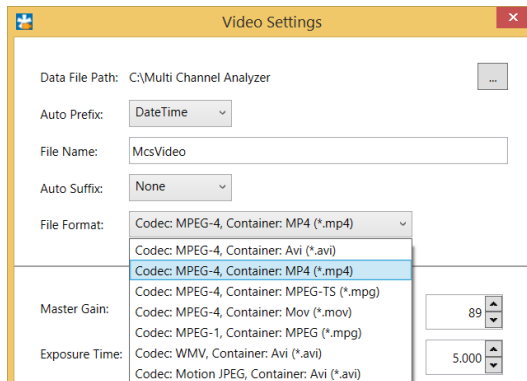 Video Settings
Data File Path: C:\Multi Channel Analyzer ...
Auto Prefix: DateTime
File Name: McsVideo
Auto Suffix: None
File Format: Codec: MPEG-4, Container: MP4 (*.mp4)
Codec: MPEG-4, Container: Avi (*.avi)
Codec: MPEG-4, Container: MP4 (*.mp4)
Codec: MPEG-4, Container: MPEG-TS (*.mpg)
Master Gain: 89
Codec: MPEG-4, Container: Mov (*.mov)
Codec: MPEG-1, Container: MPEG (*.mpg)
Exposure Time: 5.000
Codec: WMV, Container: Avi (*.avi)
Codec: Motion JPEG, Container: Avi (*.avi)